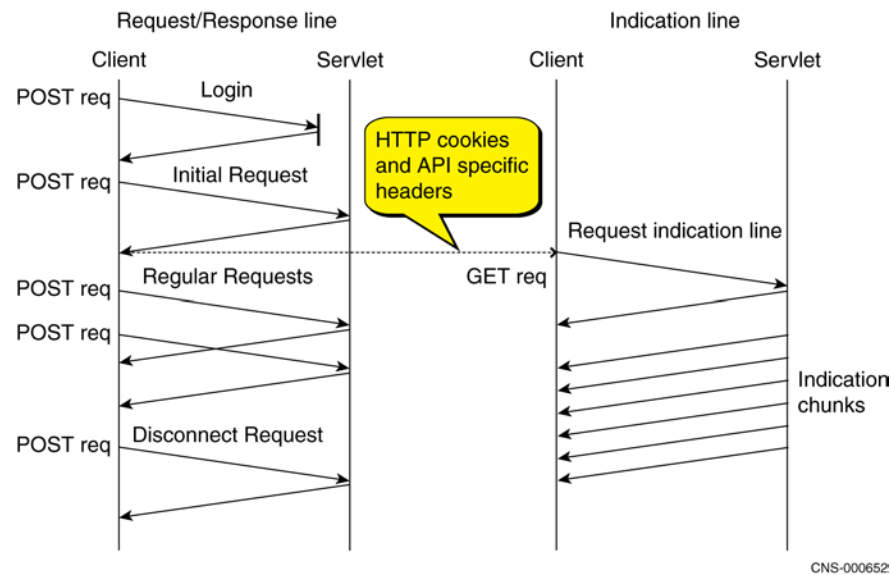 Request/Response line
Indication line
Client
Servlet
Client
Servlet
POST req
Login
HTTP cookies
and API specific
headers
POST req
Initial Request
Request indication line
Regular Requests
GET req
POST req
POST req
Indication
chunks
Disconnect Request
POST req
CNS-000652